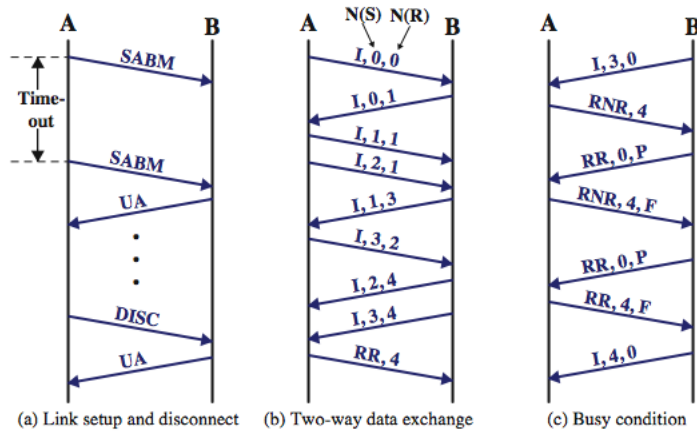 A
B
SABM
Time-
out
SABM
UA
DISC
UA
(a) Link setup and disconnect
N(S) N(R)
A
B
I, 0, 0
I, 0, 1
I, 1, 1
I, 2, 1
I, 1, 3
I, 3, 2
I, 2, 4
I, 3, 4
RR, 4
(b) Two-way data exchange
A
B
I, 3, 0
RNR, 4
RR, 0, P
RNR, 4, F
RR, 0, P
RR, 4, F
I, 4, 0
(c) Busy condition